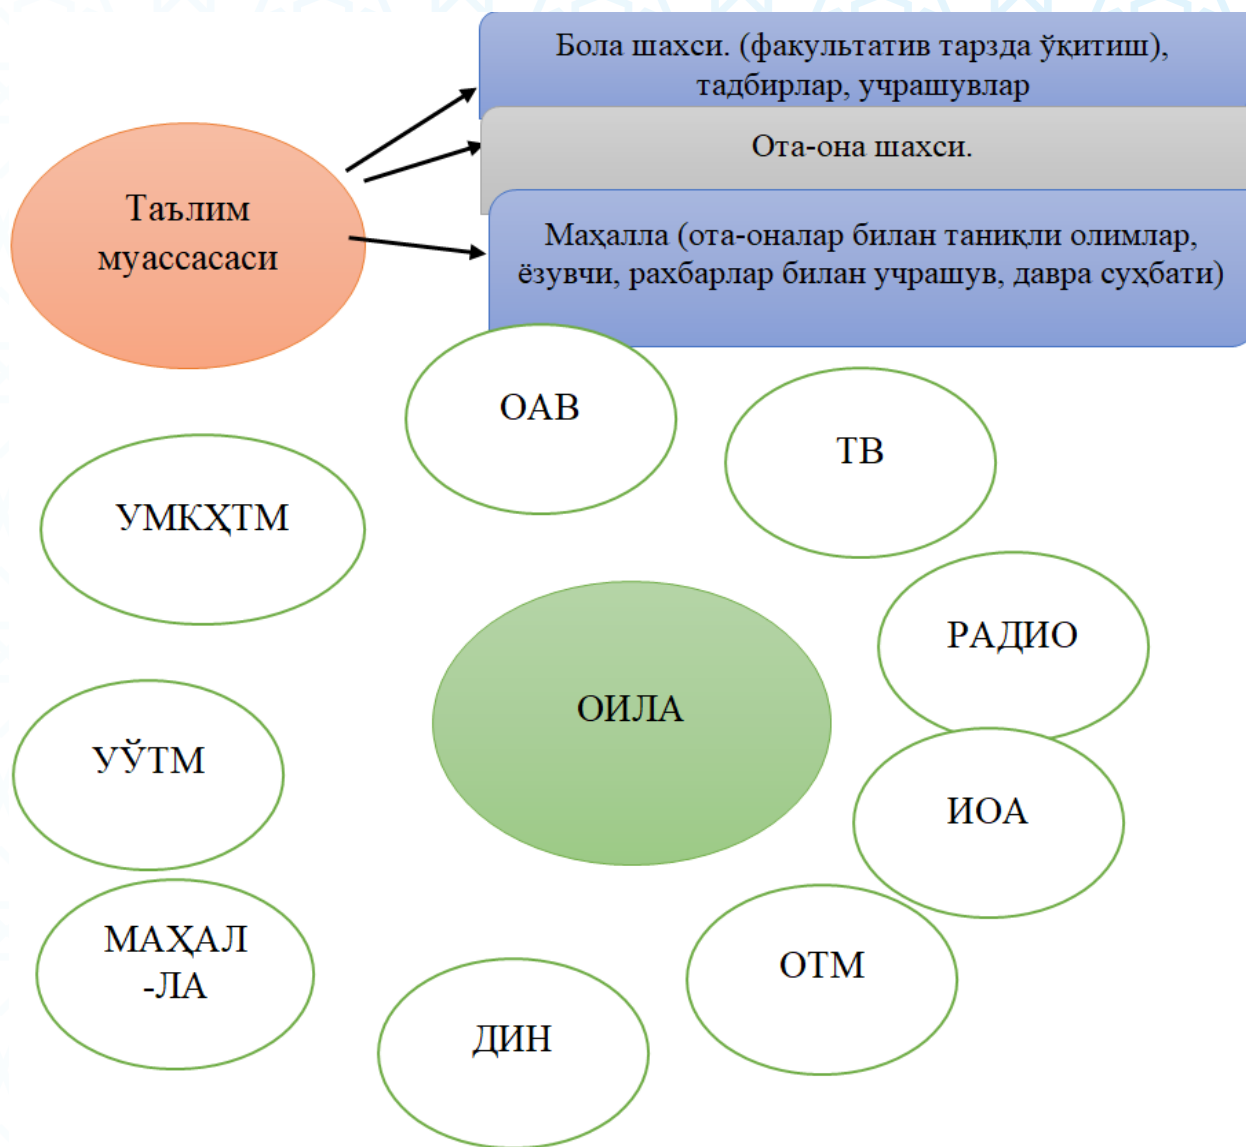 Бола шахси. (факультатив тарзда ўқитиш),
тадбирлар, учрашувлар
Ота-она шахси.
Таълим
муассасаси
Маҳалла (ота-оналар билан таниқли олимлар,
ёзувчи, рахбарлар билан учрашув, давра суҳбати)
ОАВ
ТВ
УМКҲТМ
РАДИО
ОИЛА
УЎТМ
ИОА
МАҲАЛ
-ЛА
ОТМ
ДИН